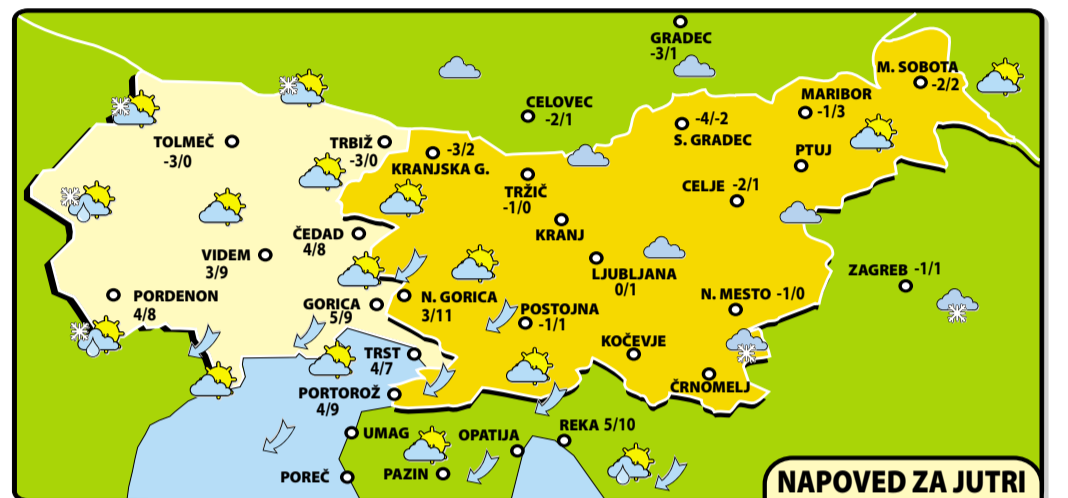 GRADEC
-3/1
M. SOBOTA
-2/2
MARIBOR
-1/3
CELOVEC
-2/1
-4/-2
S. GRADEC
TOLMEČ
-3/0
TRBIŽ
-3/0
-3/2
KRANJSKA G.
PTUJ
TRŽIČ
-1/0
CELJE -2/1
KRANJ
ČEDAD
4/8
VIDEM
3/9
LJUBLJANA
0/1
ZAGREB -1/1
PORDENON
4/8
GORICA
5/9
N. GORICA
3/11
N. MESTO -1/0
POSTOJNA
-1/1
KOČEVJE
TRST
4/7
ČRNOMELJ
PORTOROŽ
4/9
UMAG
OPATIJA
REKA 5/10
POREČ
PAZIN
NAPOVED ZA JUTRI